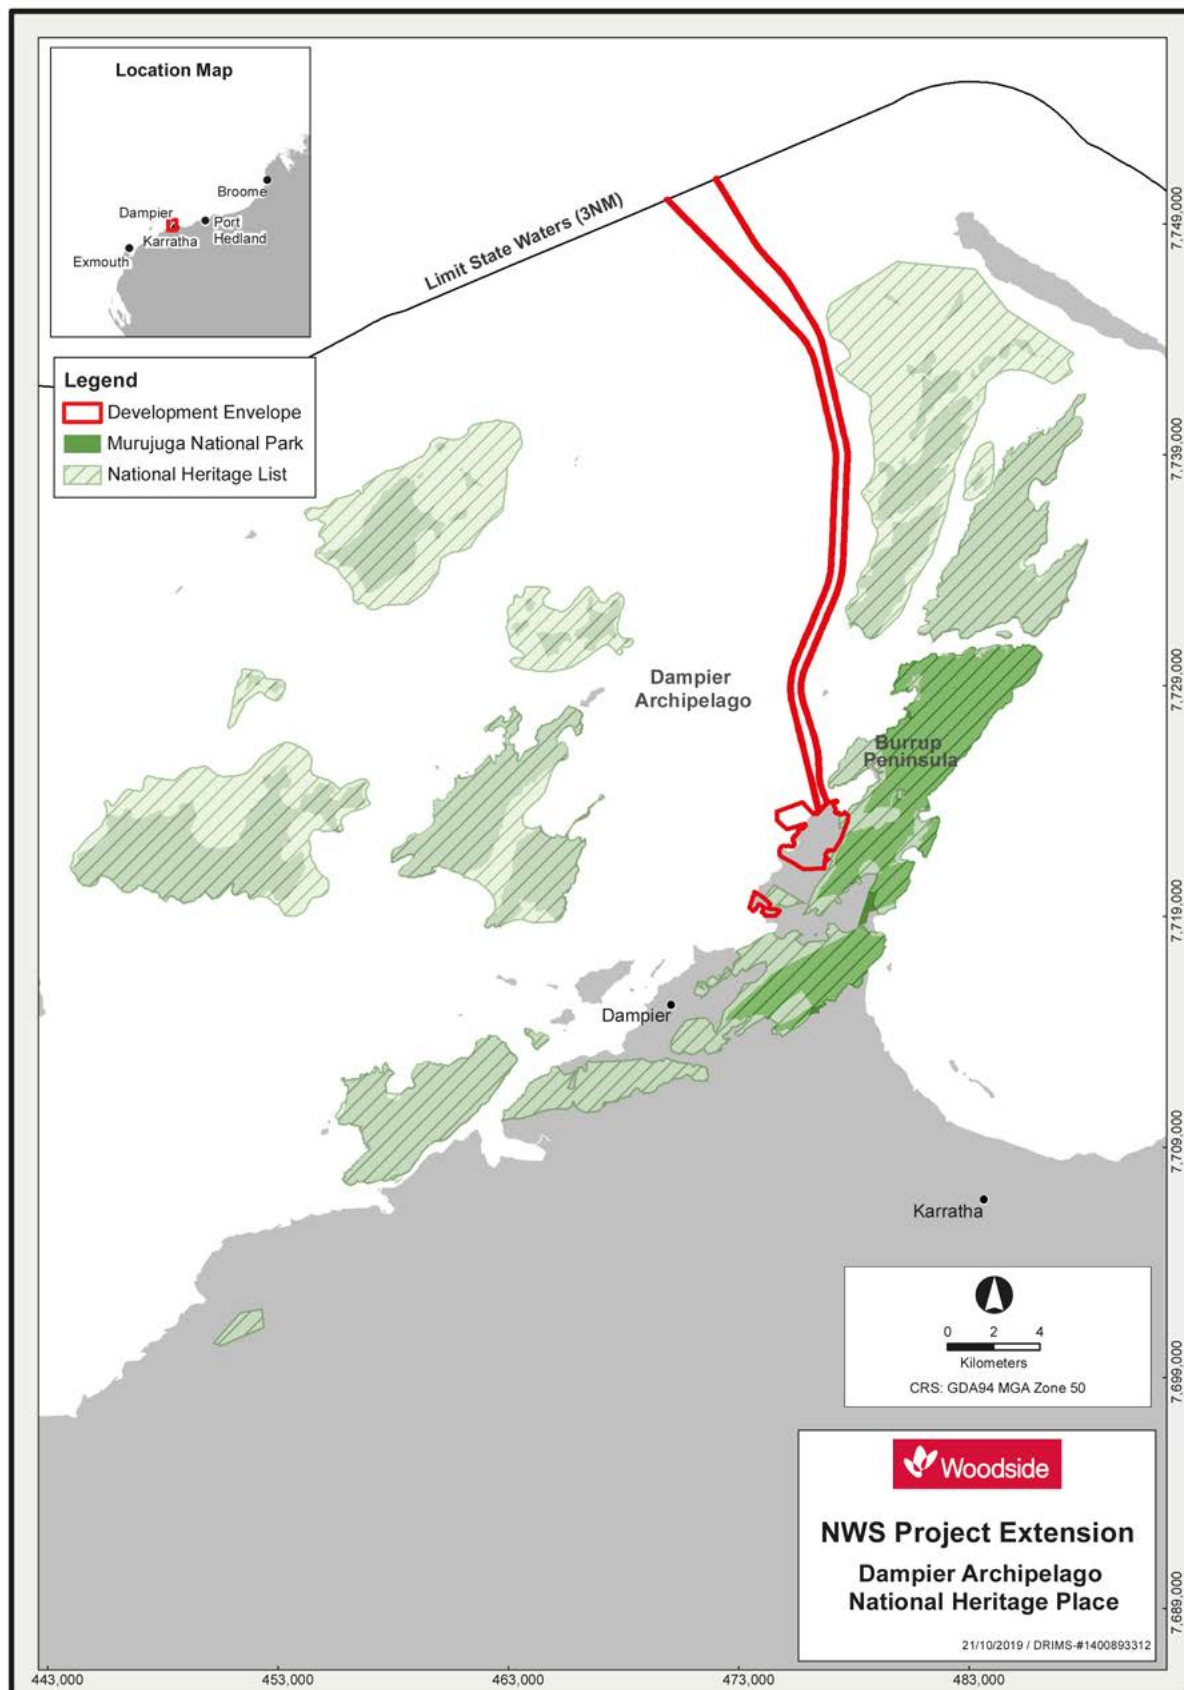 Location Map
Broome
Dampier
Port
Hedland
Karratha
Exmouth
Limit State Waters (3NM)
Legend
Development Envelope
Murujuga National Park
National Heritage List
Dampier
Archipelago
Burrup
Peninsula
Dampier
Karratha
0 2 4
Kilometers
CRS: GDA94 MGA Zone 50
Woodside
NWS Project Extension
Dampier Archipelago
National Heritage Place
21/10/2019 / DRIMS-#1400893312
7,749,000
7,739,000
7,729,000
7,719,000
7,709,000
7,699,000
7,689,000
443,000 453,000 463,000 473,000 483,000